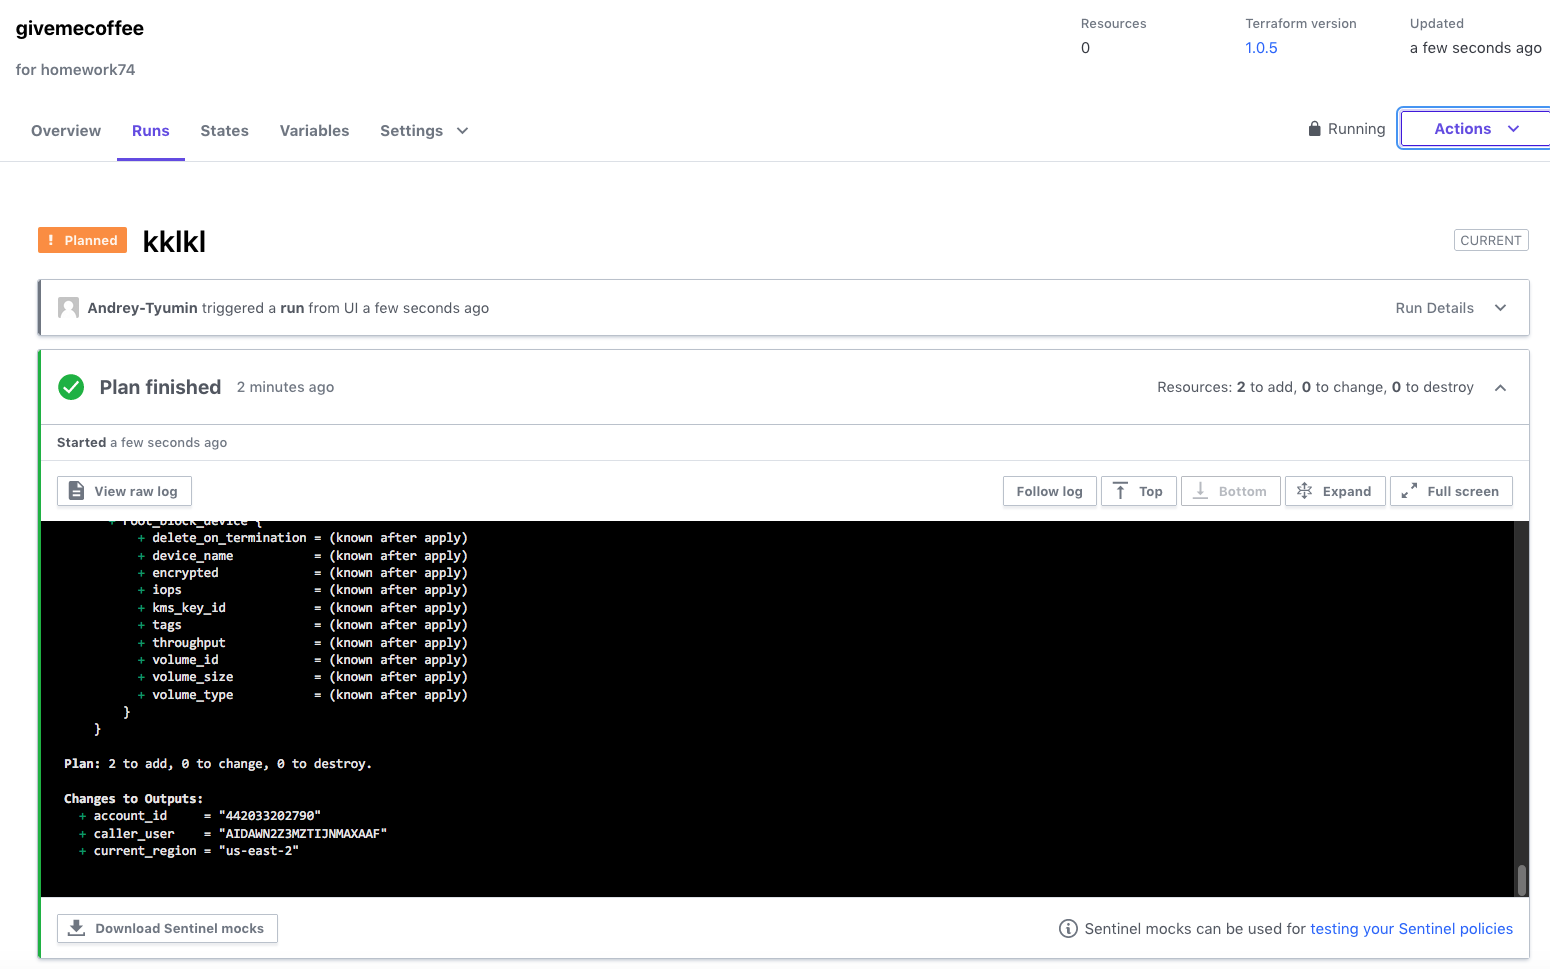 givemecoffee
for homework74
Resources
0
Terraform version
1.0.5
Updated
a few seconds ago
Overview
Runs
States
Variables
Settings
Running
Actions
! Planned
kklkl
CURRENT
Andrey-Tyumin triggered a run from UI a few seconds ago
Run Details
Plan finished 2 minutes ago
Resources: 2 to add, 0 to change, 0 to destroy
Started a few seconds ago
View raw log
Follow log
Top
Bottom
Expand
Full screen
+ root_block_device {
+ delete_on_termination = (known after apply)
+ device_name = (known after apply)
+ encrypted = (known after apply)
+ iops = (known after apply)
+ kms_key_id = (known after apply)
+ tags = (known after apply)
+ throughput = (known after apply)
+ volume_id = (known after apply)
+ volume_size = (known after apply)
+ volume_type = (known after apply)
}
}
Plan: 2 to add, 0 to change, 0 to destroy.
Changes to Outputs:
+ account_id = "442033202790"
+ caller_user = "AIDAWN2Z3MZTIJNMAXAAF"
+ current_region = "us-east-2"
Download Sentinel mocks
Sentinel mocks can be used for testing your Sentinel policies